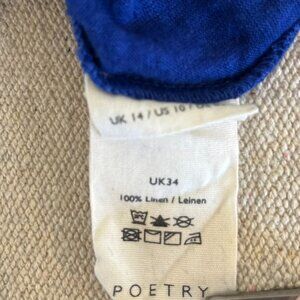 UK 14 / US 10 /
UK34
100% Linen / Leinen
POETRY